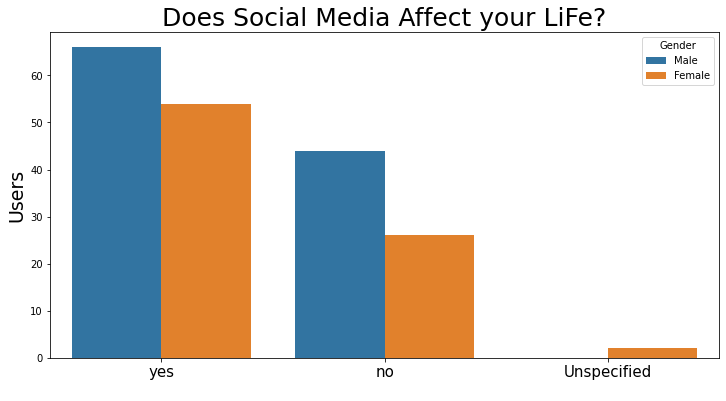 Does Social Media Affect your LiFe?
Gender
Male
Female
Users
60
50
40
30
20
10
0
yes
no
Unspecified